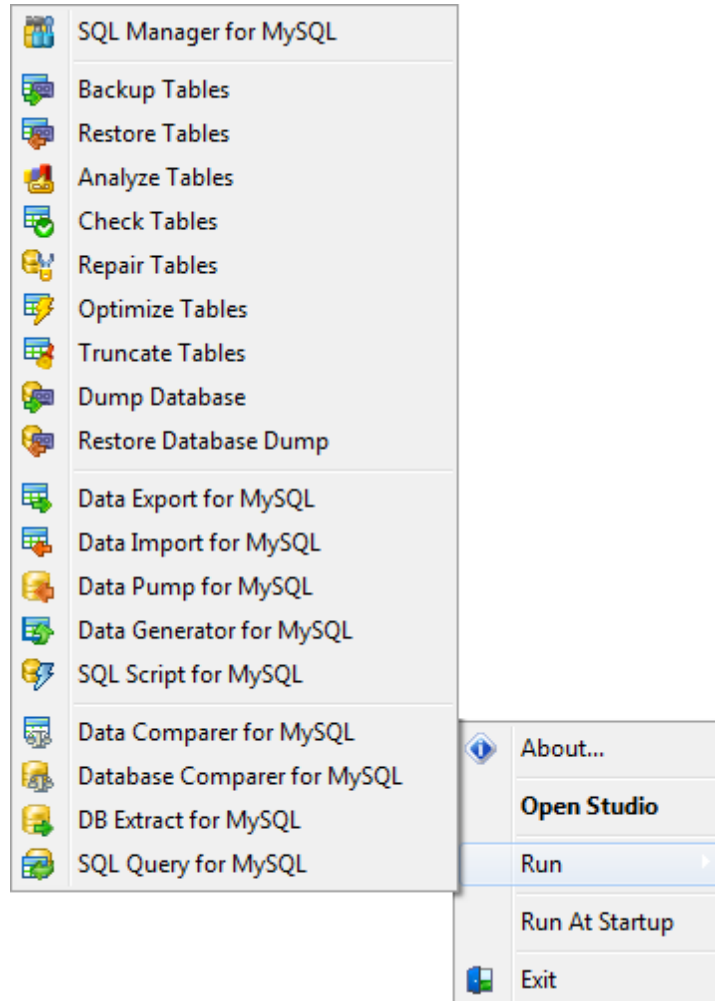 SQL Manager for MySQL
Backup Tables
Restore Tables
Analyze Tables
Check Tables
Repair Tables
Optimize Tables
Truncate Tables
Dump Database
Restore Database Dump
Data Export for MySQL
Data Import for MySQL
Data Pump for MySQL
Data Generator for MySQL
SQL Script for MySQL
Data Comparer for MySQL
Database Comparer for MySQL
DB Extract for MySQL
SQL Query for MySQL
About...
Open Studio
Run
Run At Startup
Exit